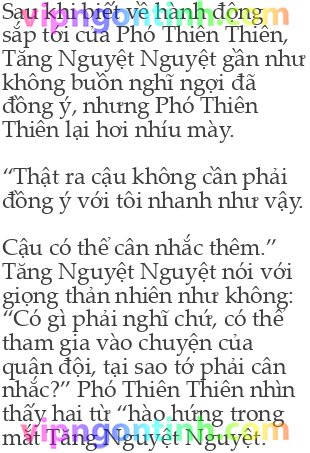 Sau khi biết về hành động
sắp tới của Phó Thiên Thiên,
Tăng Nguyệt Nguyệt gần như
không buồn nghĩ ngợi đã
đồng ý, nhưng Phó Thiên
Thiên lại hơi nhíu mày.
“Thật ra cậu không cần phải
đồng ý với tôi nhanh như vậy.
Cậu có thể cân nhắc thêm.”
Tăng Nguyệt Nguyệt nói với
giọng thản nhiên như không:
“Có gì phải nghĩ chứ, có thể
tham gia vào chuyện của
quân đội, tại sao tớ phải cân
nhắc?” Phó Thiên Thiên nhìn
thấy hai từ “hào hứng trong
mắt Tăng Nguyệt Nguyệt.
vipngontinh.com
vipngontinh.com